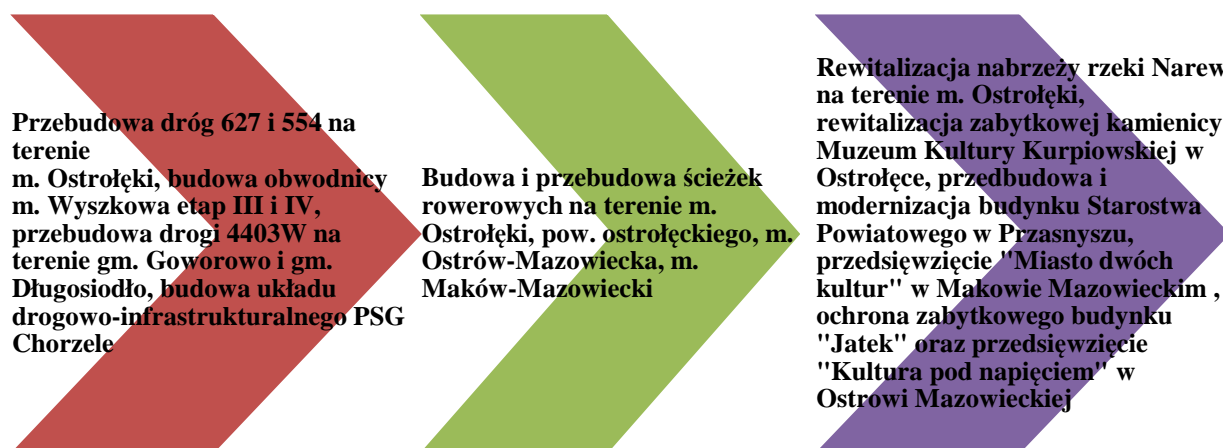 Przebudowa dróg 627 i 554 na
terenie
m. Ostrołęki, budowa obwodnicy
m. Wyszkowa etap III i IV,
przebudowa drogi 4403W na
terenie gm. Goworowo i gm.
Długosiodło, budowa układu
drogowo-infrastrukturalnego PSG
Chorzele
Budowa i przebudowa ścieżek
rowerowych na terenie m.
Ostrołęki, pow. ostrołęckiego, m.
Ostrów-Mazowiecka, m.
Maków-Mazowiecki
Rewitalizacja nabrzeży rzeki Narew
na terenie m. Ostrołęki,
rewitalizacja zabytkowej kamienicy
Muzeum Kultury Kurpiowskiej w
Ostrołęce, przedbudowa i
modernizacja budynku Starostwa
Powiatowego w Przasnyszu,
przedsięwzięcie "Miasto dwóch
kultur" w Makowie Mazowieckim ,
ochrona zabytkowego budynku
"Jatek" oraz przedsięwzięcie
"Kultura pod napięciem" w
Ostrowi Mazowieckiej